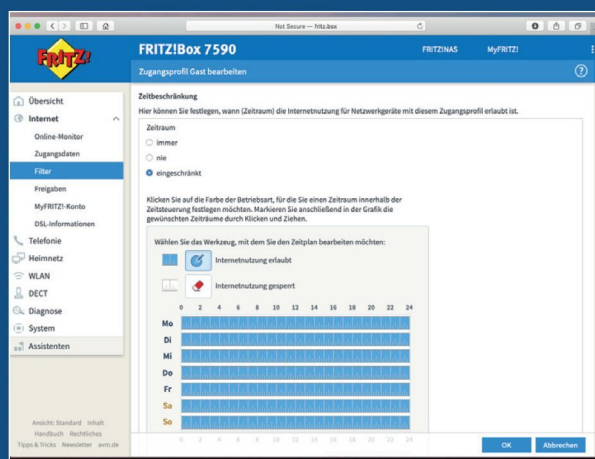 Not Secure — fritz.box
FRITZ!
FRITZ!Box 7590
FRITZ!NAS
MyFRITZ!
Zugangsprofil Gast bearbeiten
?
Übersicht
Internet
Online-Monitor
Zugangsdaten
Filter
Freigaben
MyFRITZ!-Konto
DSL-Informationen
Telefonie
Heimnetz
WLAN
DECT
Diagnose
System
Assistenten
Ansicht: Standard Inhalt
Handbuch Rechtliches
Tipps & Tricks Newsletter avm.de
Zeitbeschränkung
Hier können Sie festlegen, wann (Zeitraum) die Internetnutzung für Netzwerkgeräte mit diesem Zugangsprofil erlaubt ist.
Zeitraum
immer
nie
eingeschränkt
Klicken Sie auf die Farbe der Betriebsart, für die Sie einen Zeitraum innerhalb der
Zeitsteuerung festlegen möchten. Markieren Sie anschließend in der Grafik die
gewünschten Zeiträume durch Klicken und Ziehen.
Wählen Sie das Werkzeug, mit dem Sie den Zeitplan bearbeiten möchten:
Internetnutzung erlaubt
Internetnutzung gesperrt
0 2 4 6 8 10 12 14 16 18 20 22 24
Mo
Di
Mi
Do
Fr
Sa
So
0 2 4 6 8 10 12 14 16 18 20 22 24
OK
Abbrechen